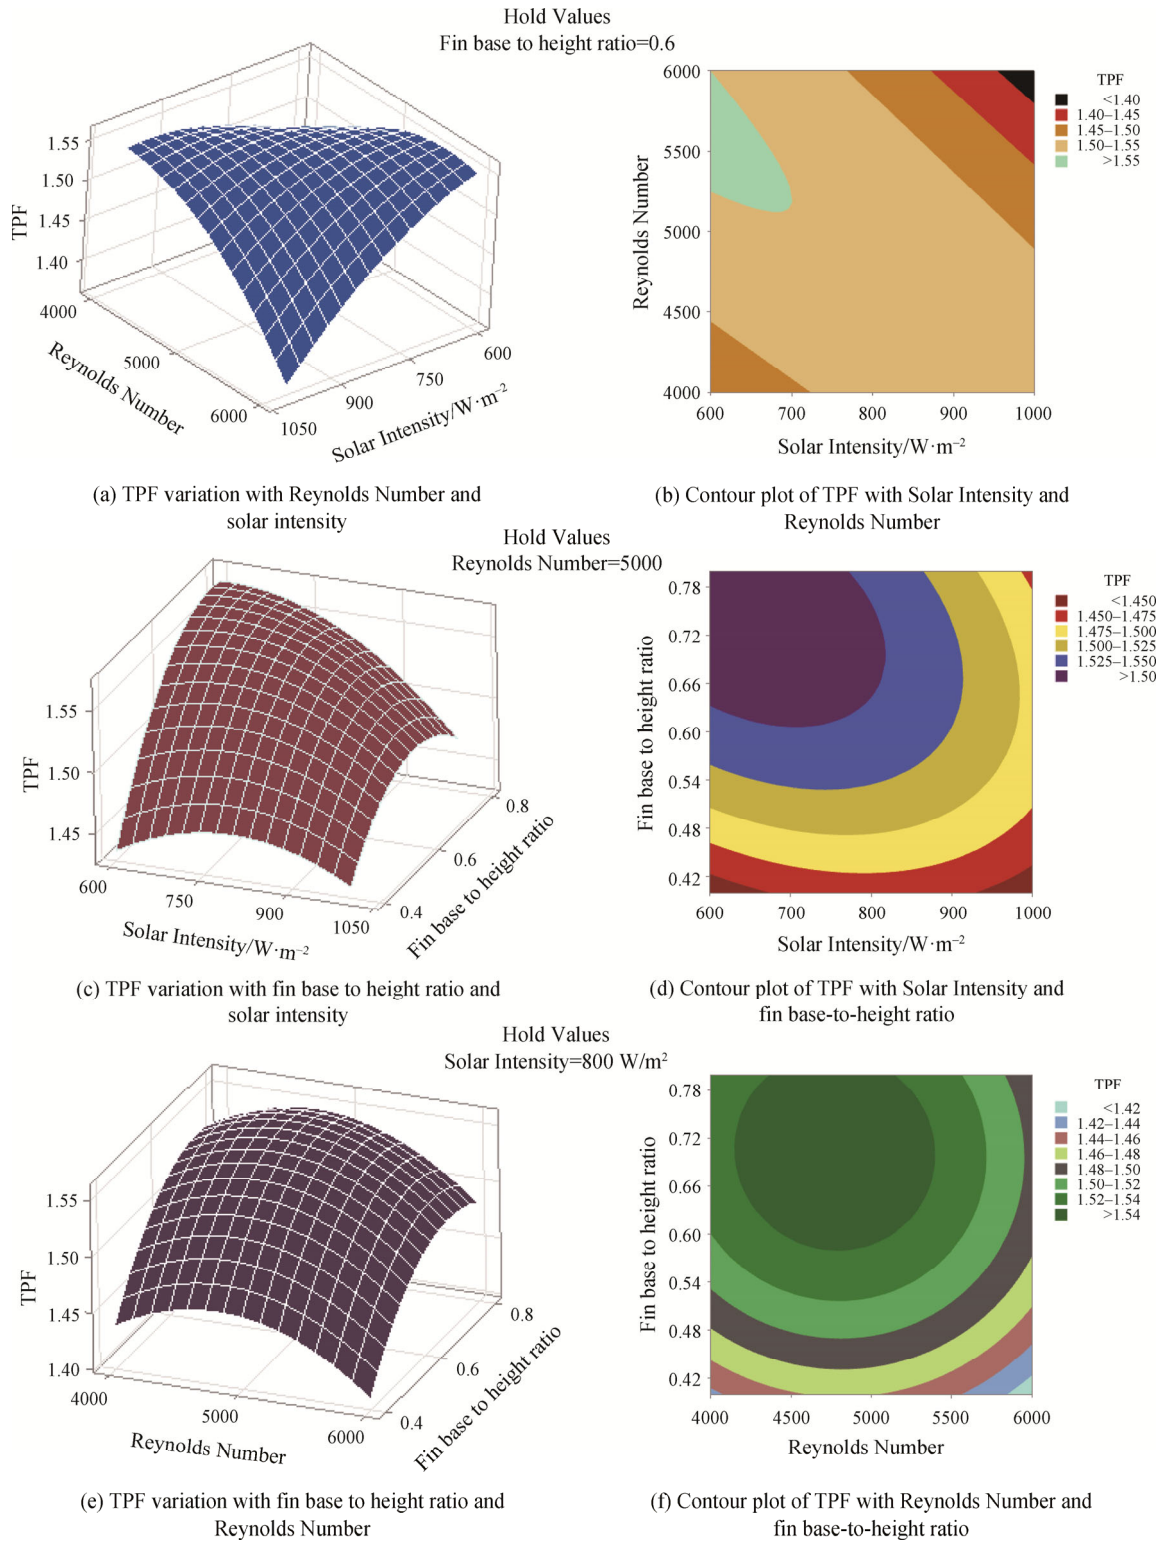 Hold Values
Fin base to height ratio=0.6
1.55
1.50
1.45
1.40
TPF
4000
5000
6000
Reynolds Number
1050
900
750
600
Solar Intensity/W·m⁻²
6000
5500
5000
4500
4000
Reynolds Number
600
700
800
900
1000
Solar Intensity/W·m⁻²
TPF
<1.40
1.40–1.45
1.45–1.50
1.50–1.55
>1.55
(a) TPF variation with Reynolds Number and
solar intensity
(b) Contour plot of TPF with Solar Intensity and
Reynolds Number
Hold Values
Reynolds Number=5000
1.55
1.50
1.45
TPF
600
750
900
1050
Solar Intensity/W·m⁻²
0.8
0.6
0.4
Fin base to height ratio
0.78
0.72
0.66
0.60
0.54
0.48
0.42
Fin base to height ratio
600
700
800
900
1000
Solar Intensity/W·m⁻²
TPF
<1.450
1.450–1.475
1.475–1.500
1.500–1.525
1.525–1.550
>1.50
(c) TPF variation with fin base to height ratio and
solar intensity
(d) Contour plot of TPF with Solar Intensity and
fin base-to-height ratio
Hold Values
Solar Intensity=800 W/m²
1.55
1.50
1.45
1.40
TPF
4000
5000
6000
Reynolds Number
0.8
0.6
0.4
Fin base to height ratio
0.78
0.72
0.66
0.60
0.54
0.48
0.42
Fin base to height ratio
4000
4500
5000
5500
6000
Reynolds Number
TPF
<1.42
1.42–1.44
1.44–1.46
1.46–1.48
1.48–1.50
1.50–1.52
1.52–1.54
>1.54
(e) TPF variation with fin base to height ratio and
Reynolds Number
(f) Contour plot of TPF with Reynolds Number and
fin base-to-height ratio